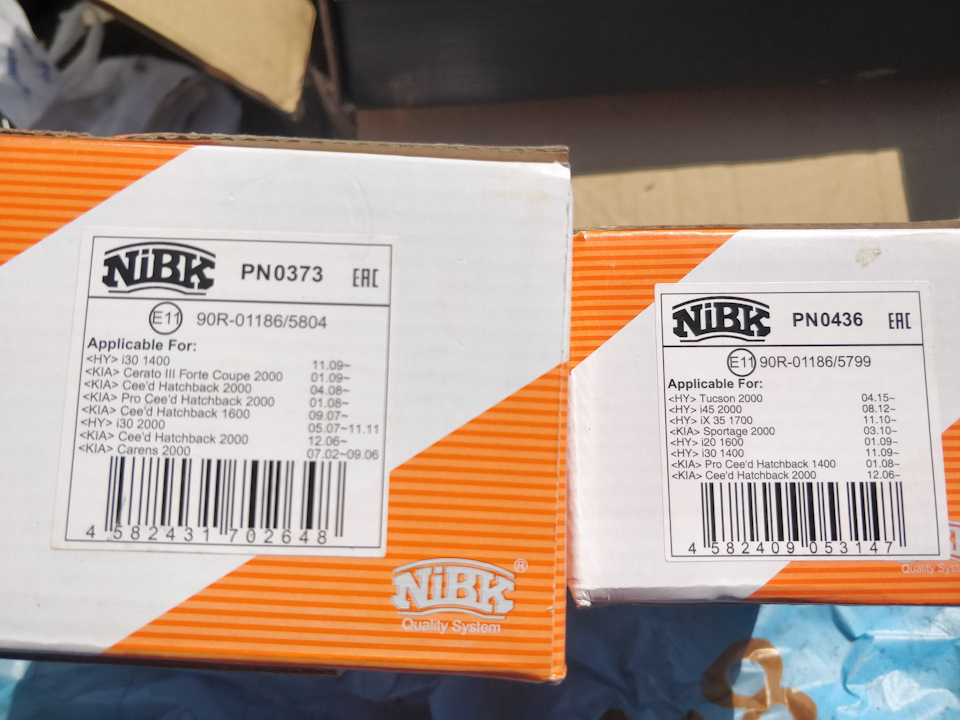 NiBK PN0373 EAC
E11 90R-01186/5804
Applicable For:
<HY> i30 1400 11.09~
<KIA> Cerato III Forte Coupe 2000 01.09~
<KIA> Cee'd Hatchback 2000 04.08~
<KIA> Pro Cee'd Hatchback 2000 01.08~
<KIA> Cee'd Hatchback 1600 09.07~
<HY> i30 2000 05.07~11.11
<KIA> Cee'd Hatchback 2000 12.06~
<KIA> Carens 2000 07.02~09.06
4 582431 702648
NiBK®
Quality System
NiBK PN0436 EAC
E11 90R-01186/5799
Applicable For:
<HY> Tucson 2000 04.15~
<HY> i45 2000 08.12~
<HY> iX 35 1700 11.10~
<KIA> Sportage 2000 03.10~
<HY> i20 1600 01.09~
<HY> i30 1400 11.09~
<KIA> Pro Cee'd Hatchback 1400 01.08~
<KIA> Cee'd Hatchback 2000 12.06~
4 582409 053147
Quality Syst